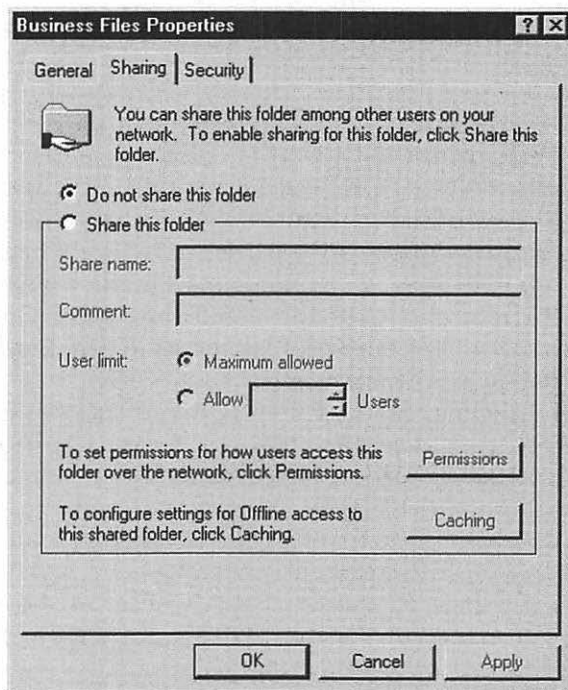 Business Files Properties
General Sharing Security
You can share this folder among other users on your
network. To enable sharing for this folder, click Share this
folder.
Do not share this folder
Share this folder
Share name:
Comment:
User limit: Maximum allowed
Allow Users
To set permissions for how users access this
folder over the network, click Permissions. Permissions
To configure settings for Offline access to
this shared folder, click Caching. Caching
OK Cancel Apply